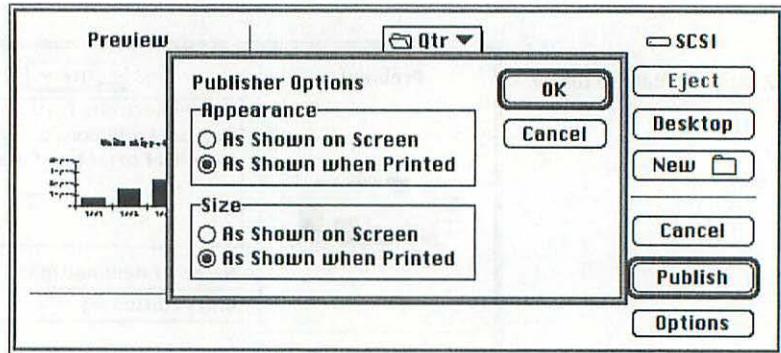 Preview
Qtr
SCSI
Publisher Options
Appearance
As Shown on Screen
As Shown when Printed
Size
As Shown on Screen
As Shown when Printed
OK
Cancel
Eject
Desktop
New
Cancel
Publish
Options